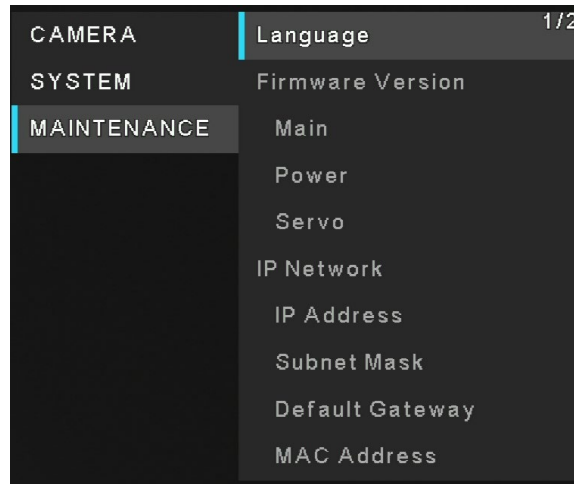 CAMERA
SYSTEM
MAINTENANCE
1/2
Language
Firmware Version
Main
Power
Servo
IP Network
IP Address
Subnet Mask
Default Gateway
MAC Address